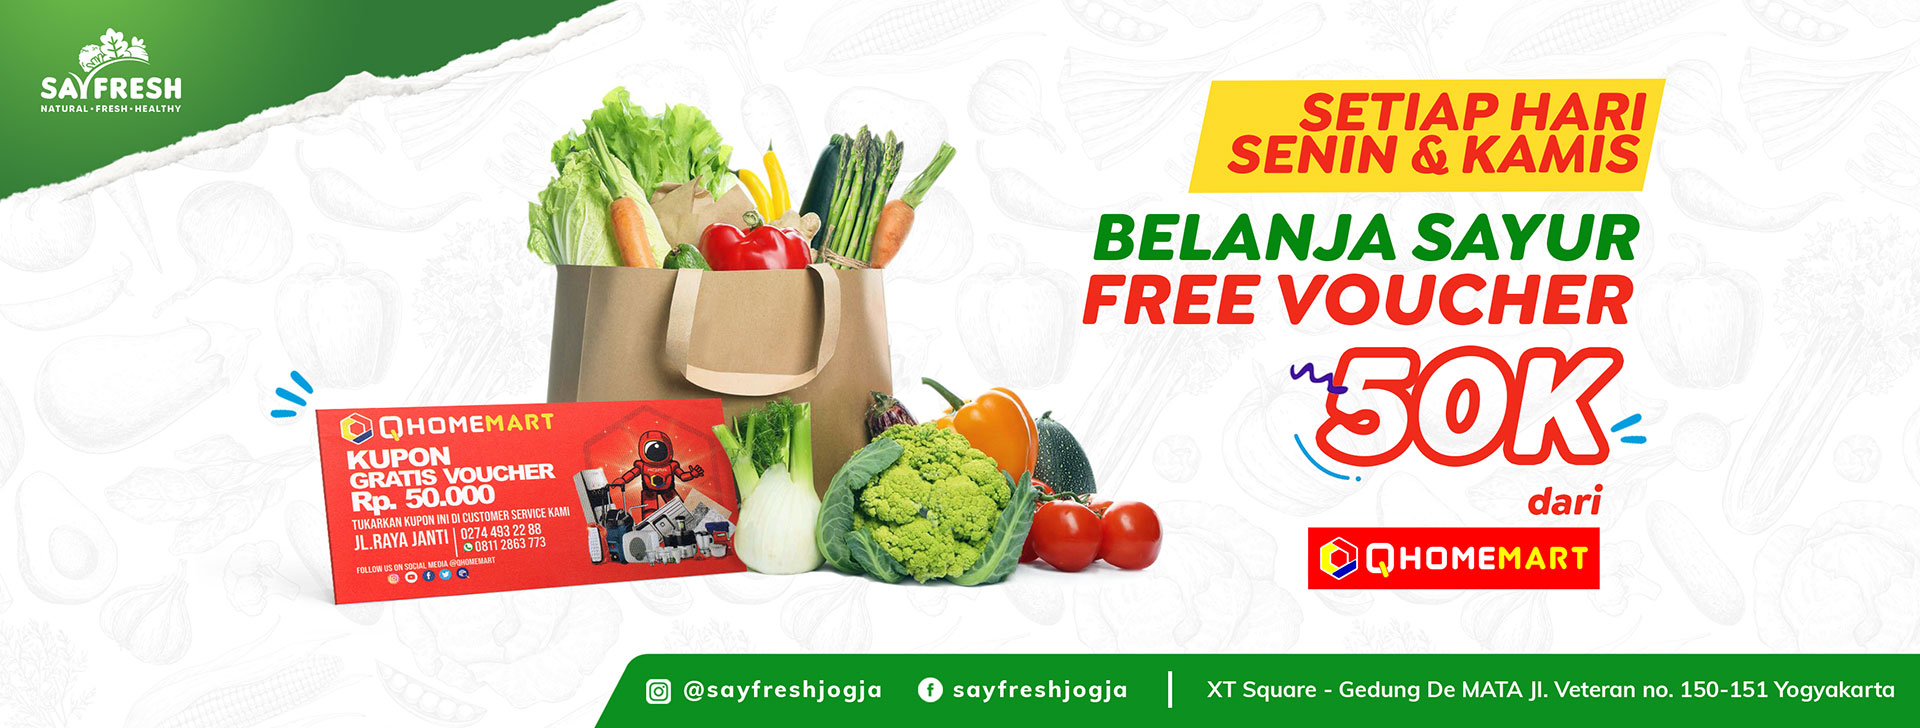 SAYFRESH
NATURAL • FRESH • HEALTHY
SETIAP HARI
SENIN & KAMIS
BELANJA SAYUR
FREE VOUCHER
50K
dari
QHOMEMART
QHOMEMART
KUPON
GRATIS VOUCHER
Rp. 50.000
TUKARKAN KUPON INI DI CUSTOMER SERVICE KAMI
JL.RAYA JANTI | 0274 493 22 88
0811 2863 773
FOLLOW US ON SOCIAL MEDIA @QHOMEMART
@sayfreshjogja
sayfreshjogja
XT Square - Gedung De MATA Jl. Veteran no. 150-151 Yogyakarta